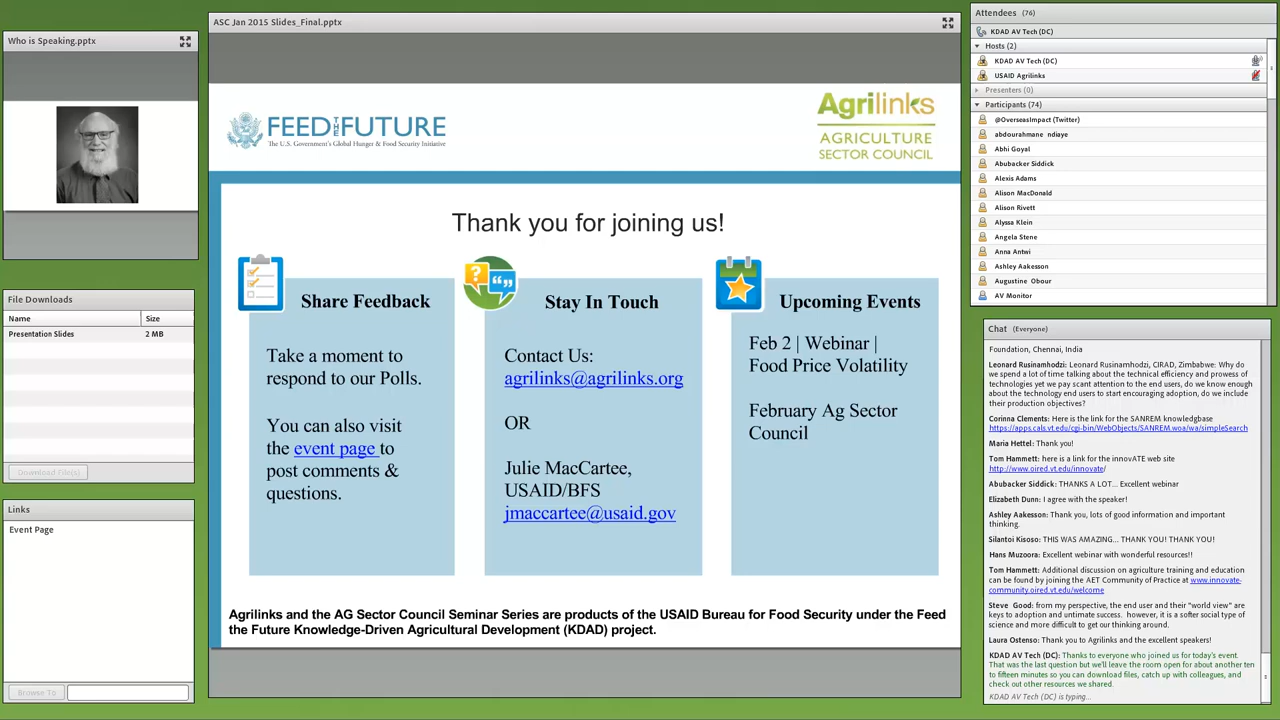 Who is Speaking.pptx
ASC Jan 2015 Slides_Final.pptx
FEED THE FUTURE
The U.S. Government's Global Hunger & Food Security Initiative
Agrilinks
AGRICULTURE
SECTOR COUNCIL
Thank you for joining us!
Share Feedback
Take a moment to
respond to our Polls.
You can also visit
the event page to
post comments &
questions.
Stay In Touch
Contact Us:
agrilinks@agrilinks.org
OR
Julie MacCartee,
USAID/BFS
jmaccartee@usaid.gov
Upcoming Events
Feb 2 | Webinar |
Food Price Volatility
February Ag Sector
Council
Agrilinks and the AG Sector Council Seminar Series are products of the USAID Bureau for Food Security under the Feed
the Future Knowledge-Driven Agricultural Development (KDAD) project.
File Downloads
Name Size
Presentation Slides 2 MB
Download File(s)
Links
Event Page
Browse To
Attendees (76)
KDAD AV Tech (DC)
Hosts (2)
KDAD AV Tech (DC)
USAID Agrilinks
Presenters (0)
Participants (74)
@OverseasImpact (Twitter)
abdourahmane ndiaye
Abhi Goyal
Abubacker Siddick
Alexis Adams
Alison MacDonald
Alison Rivett
Alyssa Klein
Angela Stene
Anna Antwi
Ashley Aakesson
Augustine Obour
AV Monitor
Chat (Everyone)
Foundation, Chennai, India
Leonard Rusinamhodzi: Leonard Rusinamhodzi, CIRAD, Zimbabwe: Why do
we spend a lot of time talking about the technical efficiency and prowess of
technologies yet we pay scant attention to the end users, do we know enough
about the technology end users to start encouraging adoption, do we include
their production objectives?
Corinna Clements: Here is the link for the SANREM knowledgbase
https://apps.cals.vt.edu/cgi-bin/WebObjects/SANREM.woa/wa/simpleSearch
Maria Hettel: Thank you!
Tom Hammett: here is a link for the innovATE web site
http://www.oired.vt.edu/innovate/
Abubacker Siddick: THANKS A LOT... Excellent webinar
Elizabeth Dunn: I agree with the speaker!
Ashley Aakesson: Thank you, lots of good information and important
thinking.
Silantoi Kisoso: THIS WAS AMAZING... THANK YOU! THANK YOU!
Hans Muzoora: Excellent webinar with wonderful resources!!
Tom Hammett: Additional discussion on agriculture training and education
can be found by joining the AET Community of Practice at www.innovate-
community.oired.vt.edu/welcome
Steve Good: from my perspective, the end user and their "world view" are
keys to adoption and untimate success. however, it is a softer social type of
science and more difficult to get our thinking around.
Laura Ostenso: Thank you to Agrilinks and the excellent speakers!
KDAD AV Tech (DC): Thanks to everyone who joined us for today's event.
That was the last question but we'll leave the room open for about another ten
to fifteen minutes so you can download files, catch up with colleagues, and
check out other resources we shared.
KDAD AV Tech (DC) is typing...